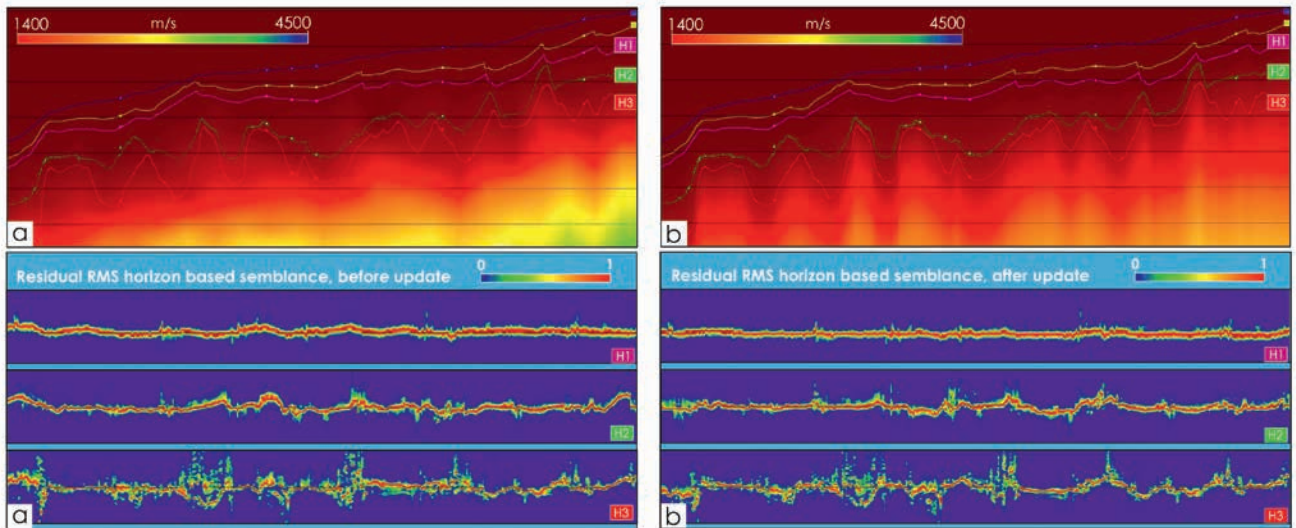 1400 m/s 4500
H1
H2
H3
a
1400 m/s 4500
H1
H2
H3
b
Residual RMS horizon based semblance, before update 0 1
H1
H2
H3
a
Residual RMS horizon based semblance, after update 0 1
H1
H2
H3
b